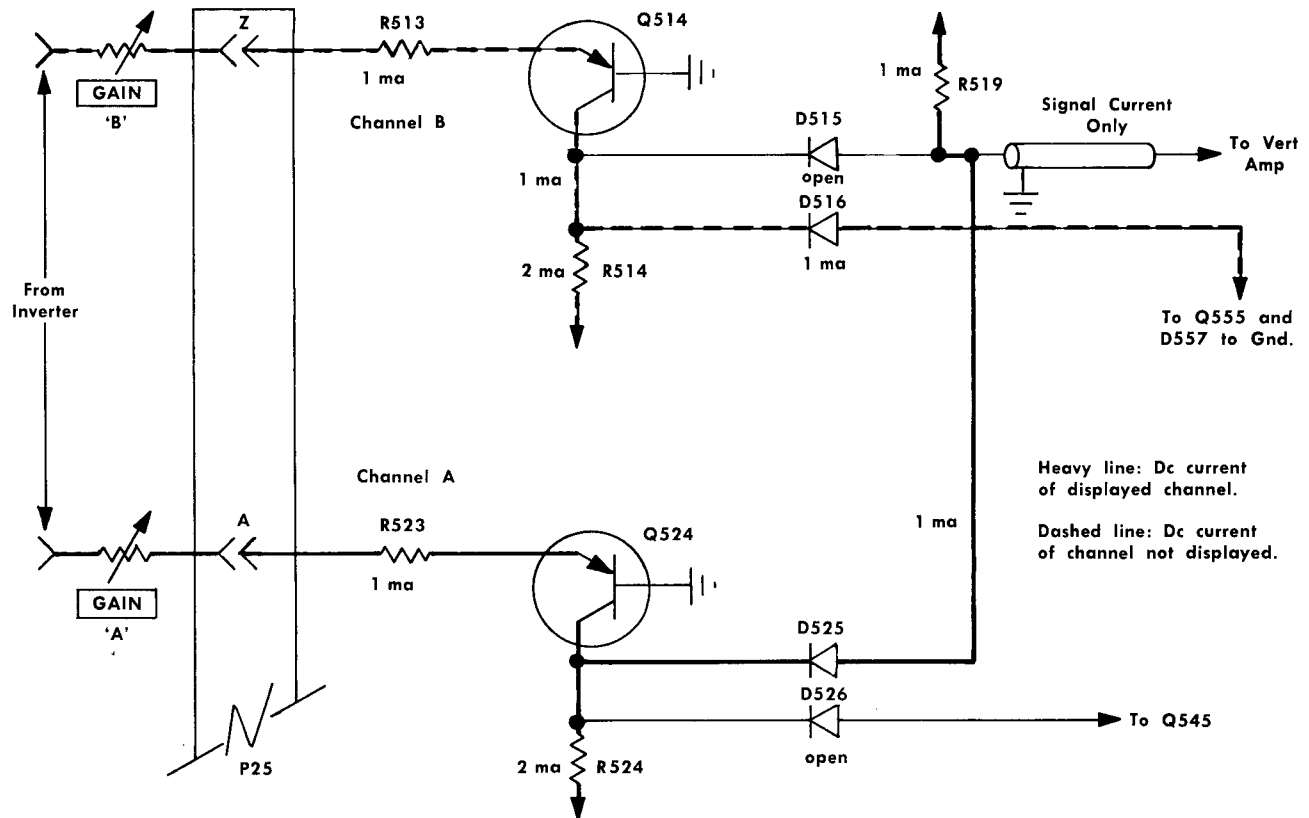 R513
Z
Q514
GAIN
'B'
1 ma
Channel B
1 ma
R519
Signal Current
Only
D515
To Vert
Amp
open
1 ma
D516
2 ma
R514
1 ma
From
Inverter
To Q555 and
D557 to Gnd.
Channel A
Heavy line: Dc current
of displayed channel.
1 ma
Dashed line: Dc current
of channel not displayed.
A
R523
Q524
GAIN
'A'
1 ma
D525
D526
To Q545
open
2 ma
R524
P25